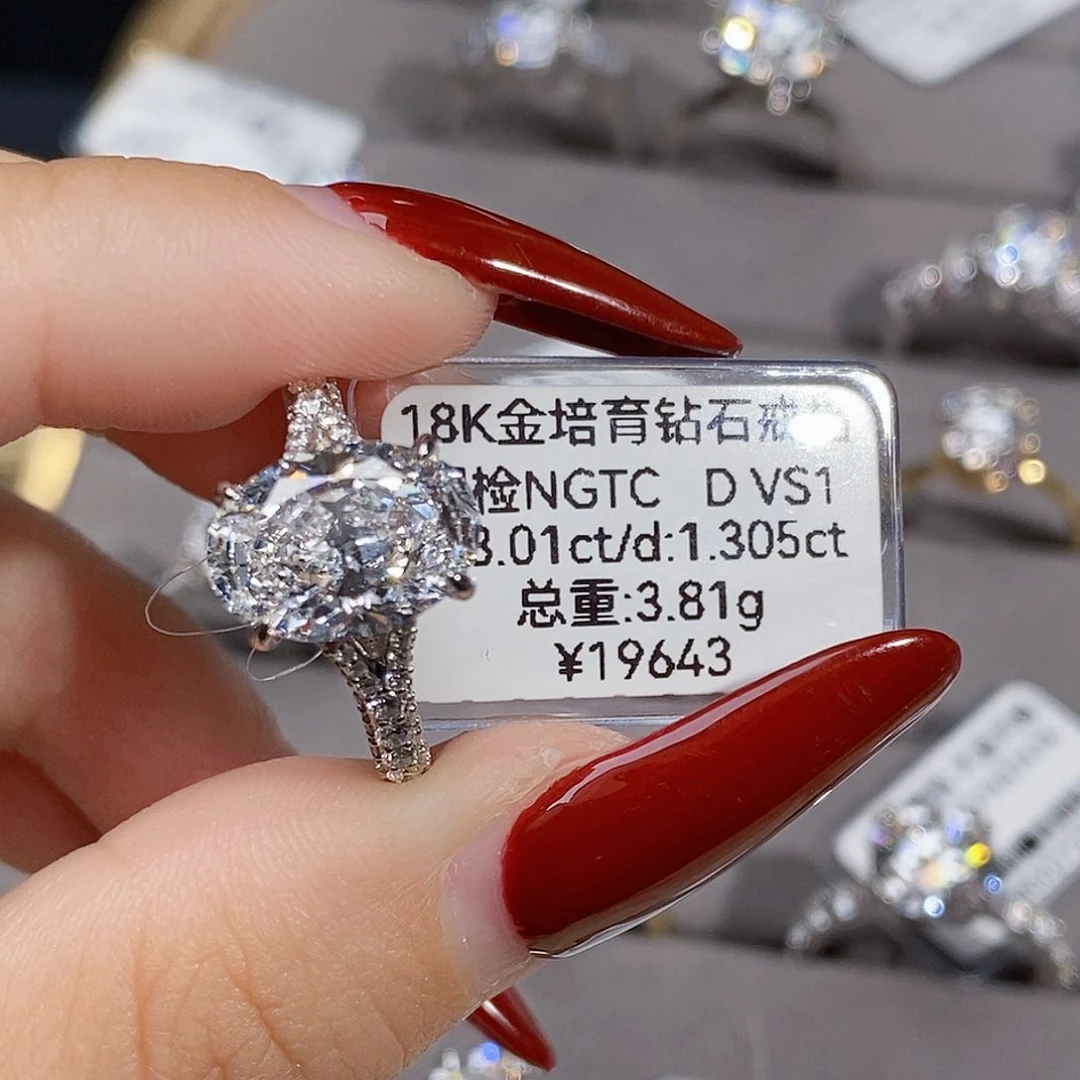 18K金培育钻石戒
检NGTC D VS1
3.01ct/d:1.305ct
总重:3.81g
¥19643